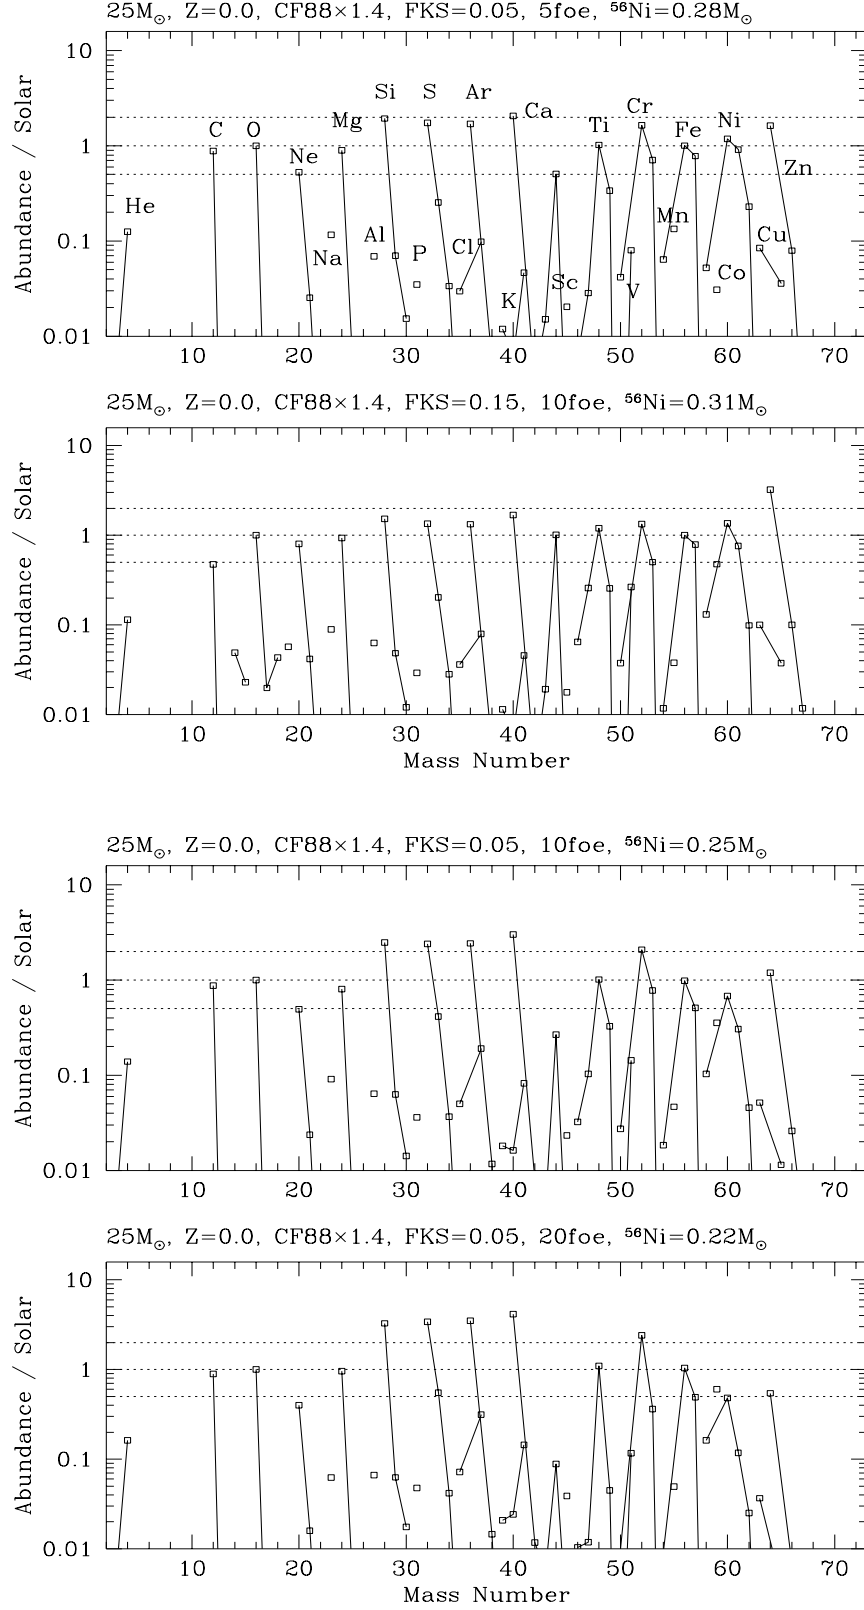 25M⊙, Z=0.0, CF88×1.4, FKS=0.05, 5foe, ⁵⁶Ni=0.28M⊙
10
1
0.1
0.01
Abundance / Solar
He
C
O
Ne
Na
Mg
Al
Si
P
S
Cl
Ar
K
Ca
Sc
Ti
V
Cr
Mn
Fe
Co
Ni
Cu
Zn
10 20 30 40 50 60 70
25M⊙, Z=0.0, CF88×1.4, FKS=0.15, 10foe, ⁵⁶Ni=0.31M⊙
10
1
0.1
0.01
Abundance / Solar
10 20 30 40 50 60 70
Mass Number
25M⊙, Z=0.0, CF88×1.4, FKS=0.05, 10foe, ⁵⁶Ni=0.25M⊙
10
1
0.1
0.01
Abundance / Solar
10 20 30 40 50 60 70
25M⊙, Z=0.0, CF88×1.4, FKS=0.05, 20foe, ⁵⁶Ni=0.22M⊙
10
1
0.1
0.01
Abundance / Solar
10 20 30 40 50 60 70
Mass Number